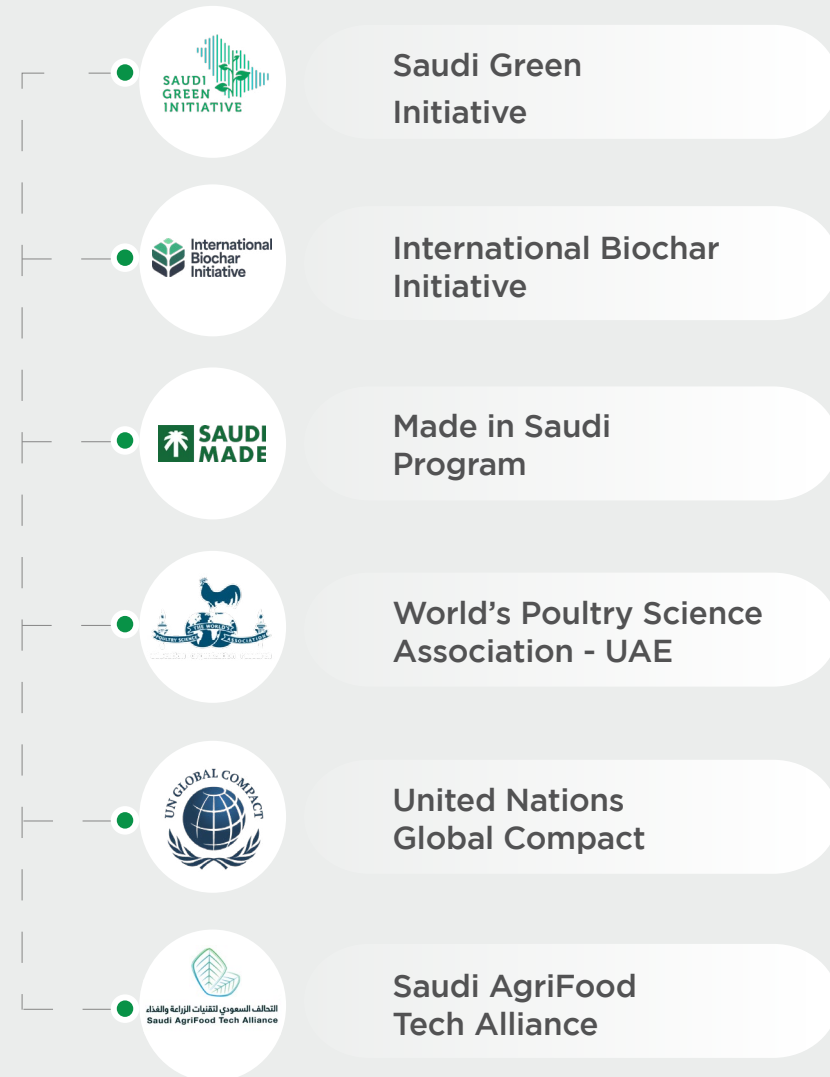 SAUDI
GREEN
INITIATIVE
Saudi Green
Initiative
International
Biochar
Initiative
International Biochar
Initiative
SAUDI
MADE
Made in Saudi
Program
POULTRY SCIENCE THE WORLD'S ASSOCIATION
World's Poultry Science
Association - UAE
UN GLOBAL COMPACT
United Nations
Global Compact
التحالف السعودي لتقنيات الزراعة والغذاء
Saudi AgriFood Tech Alliance
Saudi AgriFood
Tech Alliance